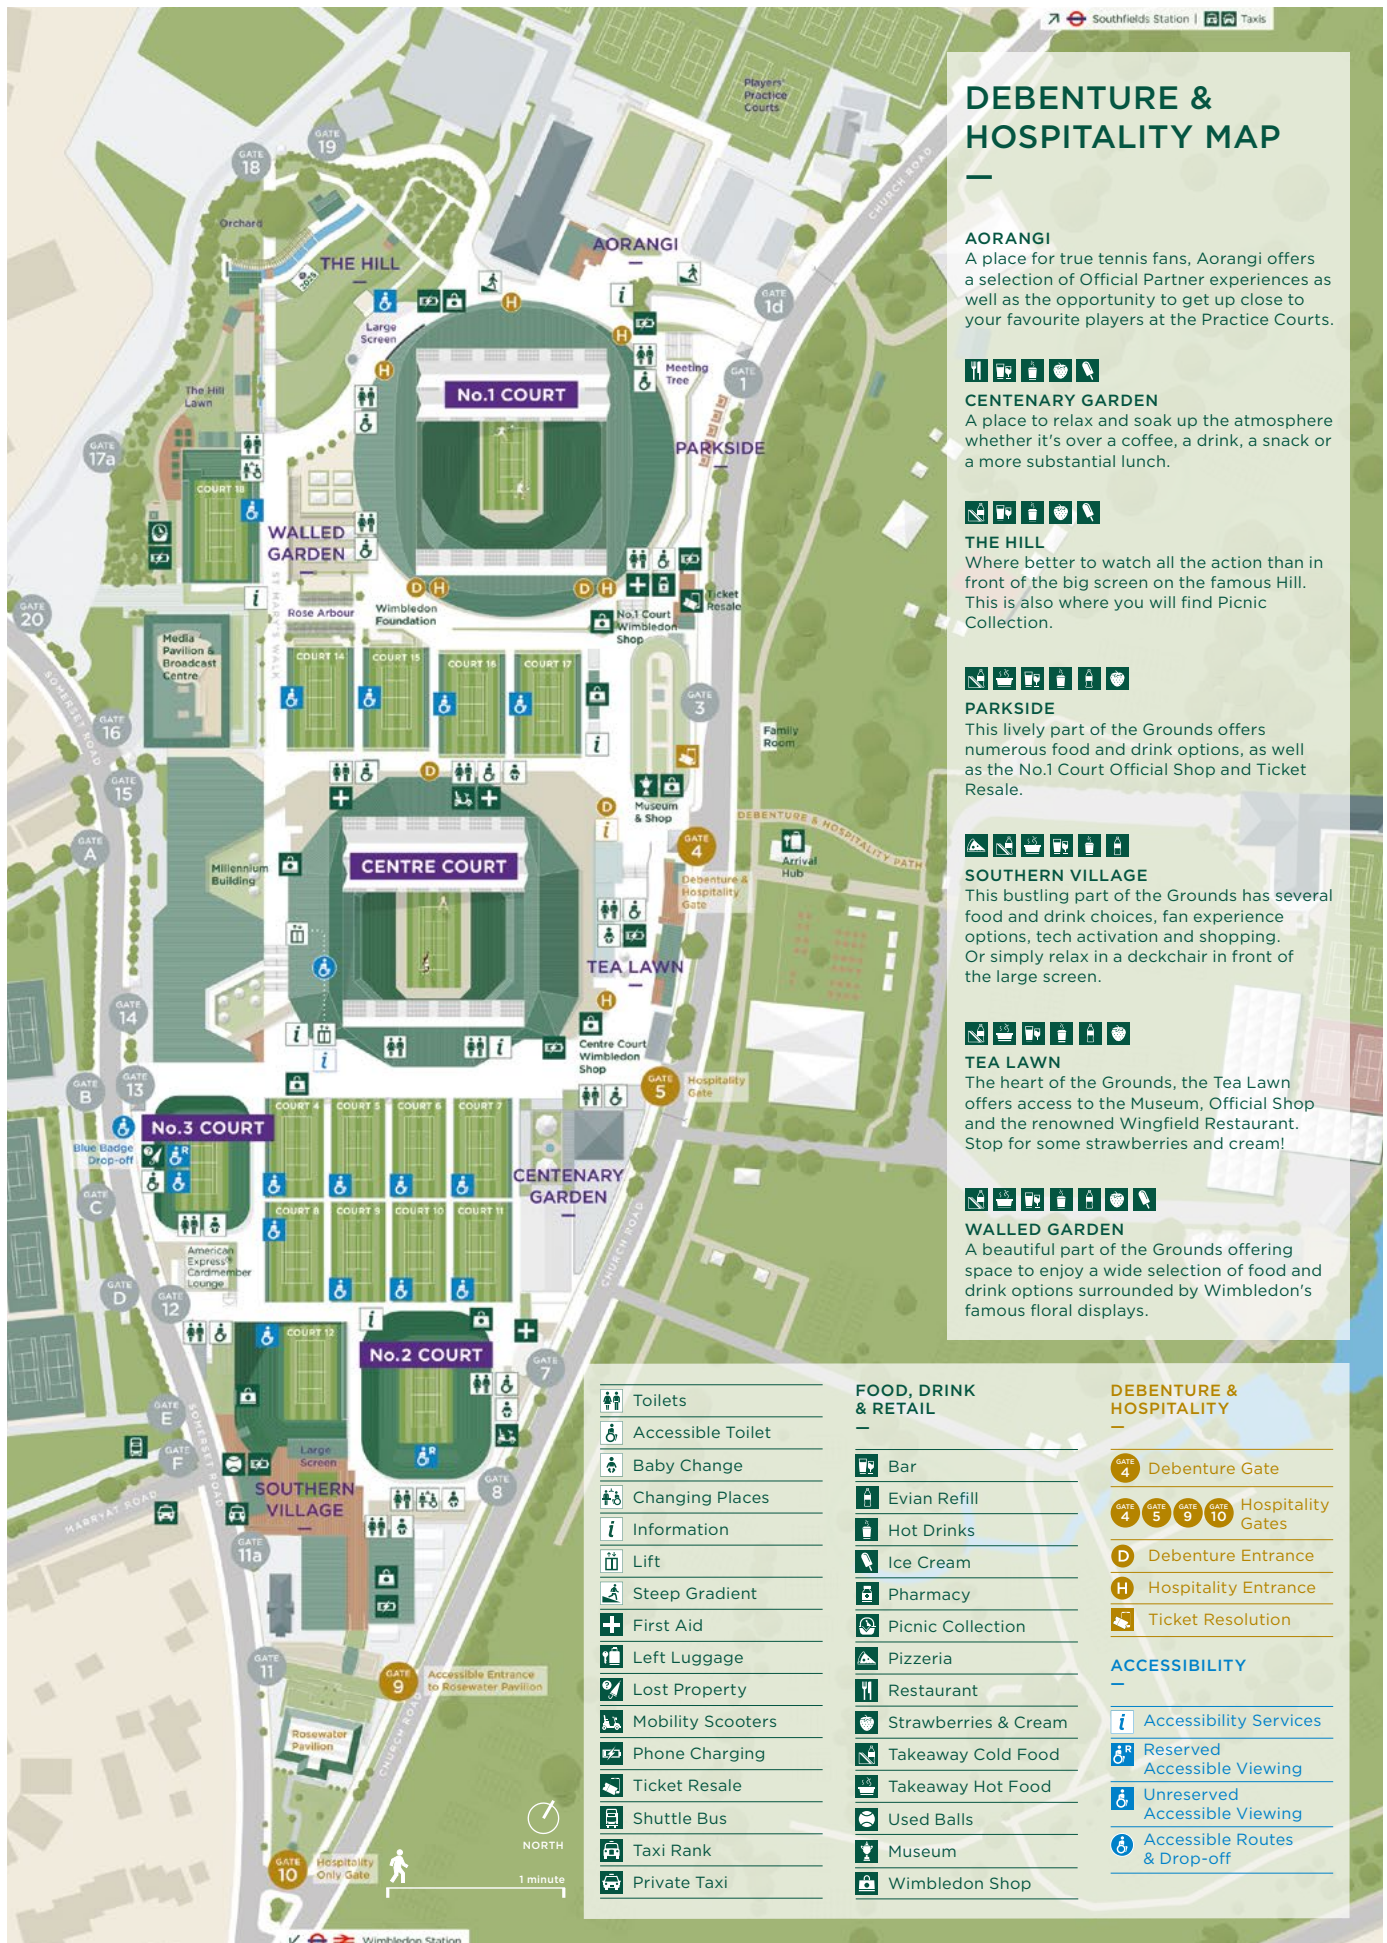 Southfields Station | Taxis
DEBENTURE &
HOSPITALITY MAP
AORANGI
A place for true tennis fans, Aorangi offers
a selection of Official Partner experiences as
well as the opportunity to get up close to
your favourite players at the Practice Courts.
CENTENARY GARDEN
A place to relax and soak up the atmosphere
whether it's over a coffee, a drink, a snack or
a more substantial lunch.
THE HILL
Where better to watch all the action than in
front of the big screen on the famous Hill.
This is also where you will find Picnic
Collection.
PARKSIDE
This lively part of the Grounds offers
numerous food and drink options, as well
as the No.1 Court Official Shop and Ticket
Resale.
SOUTHERN VILLAGE
This bustling part of the Grounds has several
food and drink choices, fan experience
options, tech activation and shopping.
Or simply relax in a deckchair in front of
the large screen.
TEA LAWN
The heart of the Grounds, the Tea Lawn
offers access to the Museum, Official Shop
and the renowned Wingfield Restaurant.
Stop for some strawberries and cream!
WALLED GARDEN
A beautiful part of the Grounds offering
space to enjoy a wide selection of food and
drink options surrounded by Wimbledon's
famous floral displays.
Players'
Practice
Courts
CHURCH ROAD
GATE
19
GATE
18
Orchard
THE HILL
2025
AORANGI
GATE
1d
Large
Screen
H
H
H
Meeting
Tree
GATE
1
No.1 COURT
The Hill
Lawn
GATE
17a
PARKSIDE
COURT 18
WALLED
GARDEN
ST MARY'S WALK
GATE
20
D H
D H
Rose Arbour
Wimbledon
Foundation
Ticket
Resale
No.1 Court
Wimbledon
Shop
Media
Pavilion &
Broadcast
Centre
COURT 14
COURT 15
COURT 16
COURT 17
SOMERSET ROAD
GATE
3
GATE
16
Family
Room
GATE
15
D
D
Museum
& Shop
DEBENTURE & HOSPITALITY PATH
GATE
A
GATE
4
Debenture &
Hospitality
Gate
Arrival
Hub
Millennium
Building
CENTRE COURT
TEA LAWN
H
GATE
14
Centre Court
Wimbledon
Shop
GATE
B
GATE
13
GATE
5
Hospitality
Gate
No.3 COURT
Blue Badge
Drop-off
R
COURT 4
COURT 5
COURT 6
COURT 7
CENTENARY
GARDEN
GATE
C
COURT 8
COURT 9
COURT 10
COURT 11
CHURCH ROAD
American
Express®
Cardmember
Lounge
GATE
D
GATE
12
COURT 12
No.2 COURT
GATE
7
GATE
E
SOMERSET ROAD
GATE
F
Large
Screen
R
SOUTHERN
VILLAGE
GATE
8
MARRYAT ROAD
GATE
11a
GATE
11
GATE
9
Accessible Entrance
to Rosewater Pavilion
Rosewater
Pavilion
CHURCH ROAD
GATE
10
Hospitality
Only Gate
NORTH
1 minute
Wimbledon Station
Toilets
Accessible Toilet
Baby Change
Changing Places
Information
Lift
Steep Gradient
First Aid
Left Luggage
Lost Property
Mobility Scooters
Phone Charging
Ticket Resale
Shuttle Bus
Taxi Rank
Private Taxi
FOOD, DRINK
& RETAIL
Bar
Evian Refill
Hot Drinks
Ice Cream
Pharmacy
Picnic Collection
Pizzeria
Restaurant
Strawberries & Cream
Takeaway Cold Food
Takeaway Hot Food
Used Balls
Museum
Wimbledon Shop
DEBENTURE &
HOSPITALITY
GATE 4 Debenture Gate
GATE 4 GATE 5 GATE 9 GATE 10 Hospitality
Gates
D Debenture Entrance
H Hospitality Entrance
Ticket Resolution
ACCESSIBILITY
Accessibility Services
R Reserved
Accessible Viewing
Unreserved
Accessible Viewing
Accessible Routes
& Drop-off